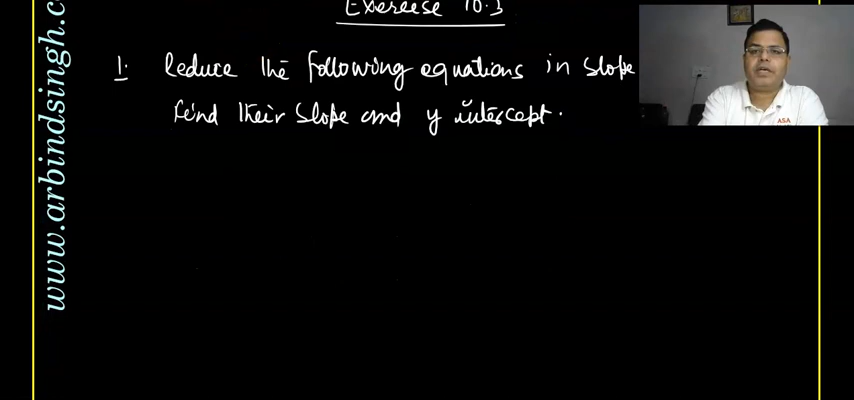 Exercise 10.3
1. Reduce the following equations in slope
find their slope and y intercept.
www.arbindsingh.c
ASA